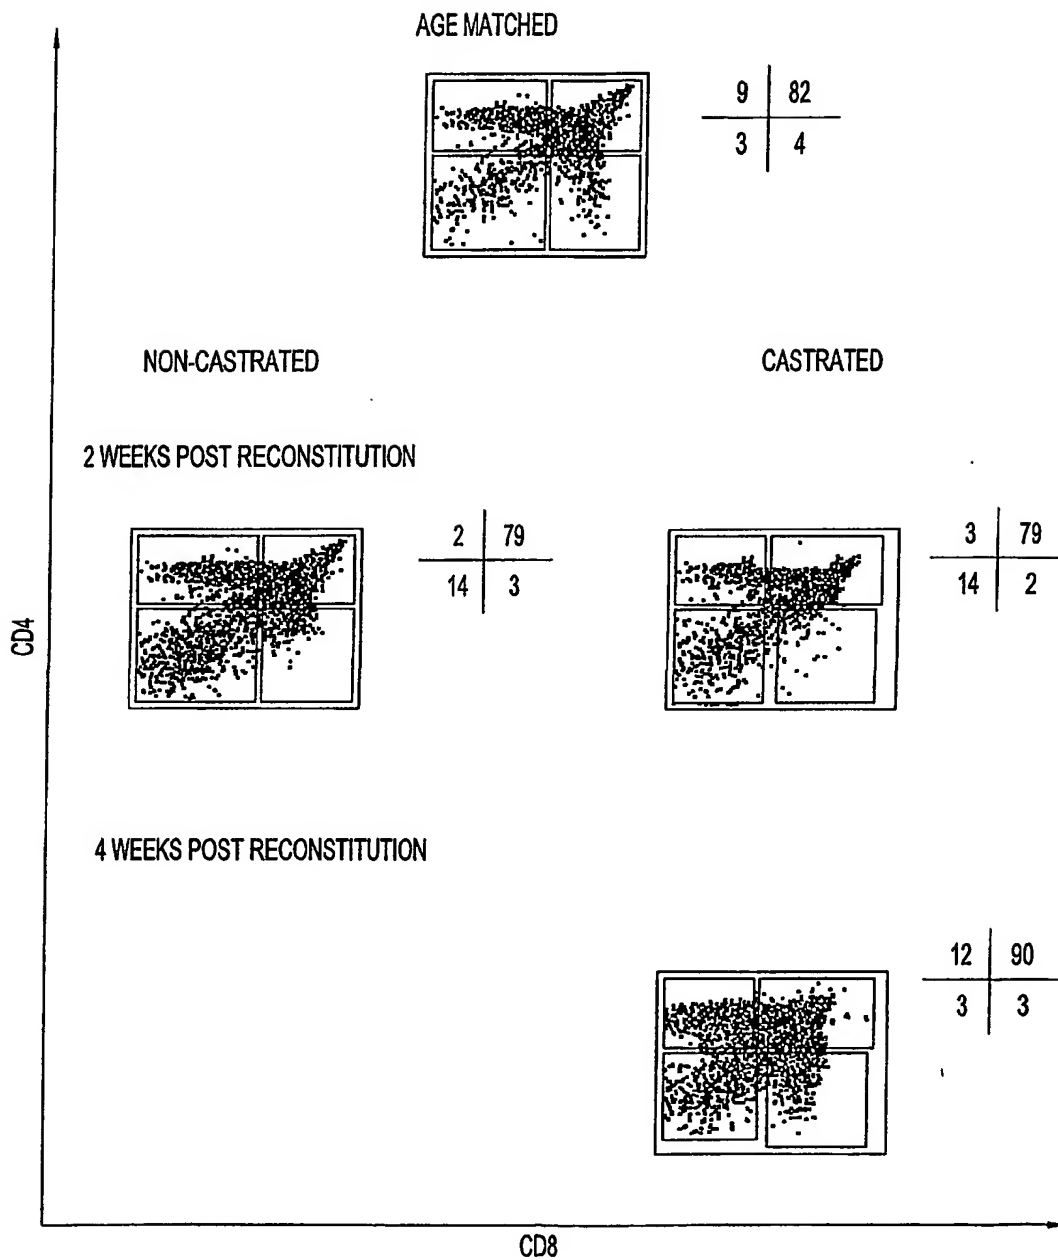 AGE MATCHED
9 82
3 4
NON-CASTRATED
CASTRATED
2 WEEKS POST RECONSTITUTION
2 79
14 3
3 79
14 2
4 WEEKS POST RECONSTITUTION
12 90
3 3
CD4
CD8